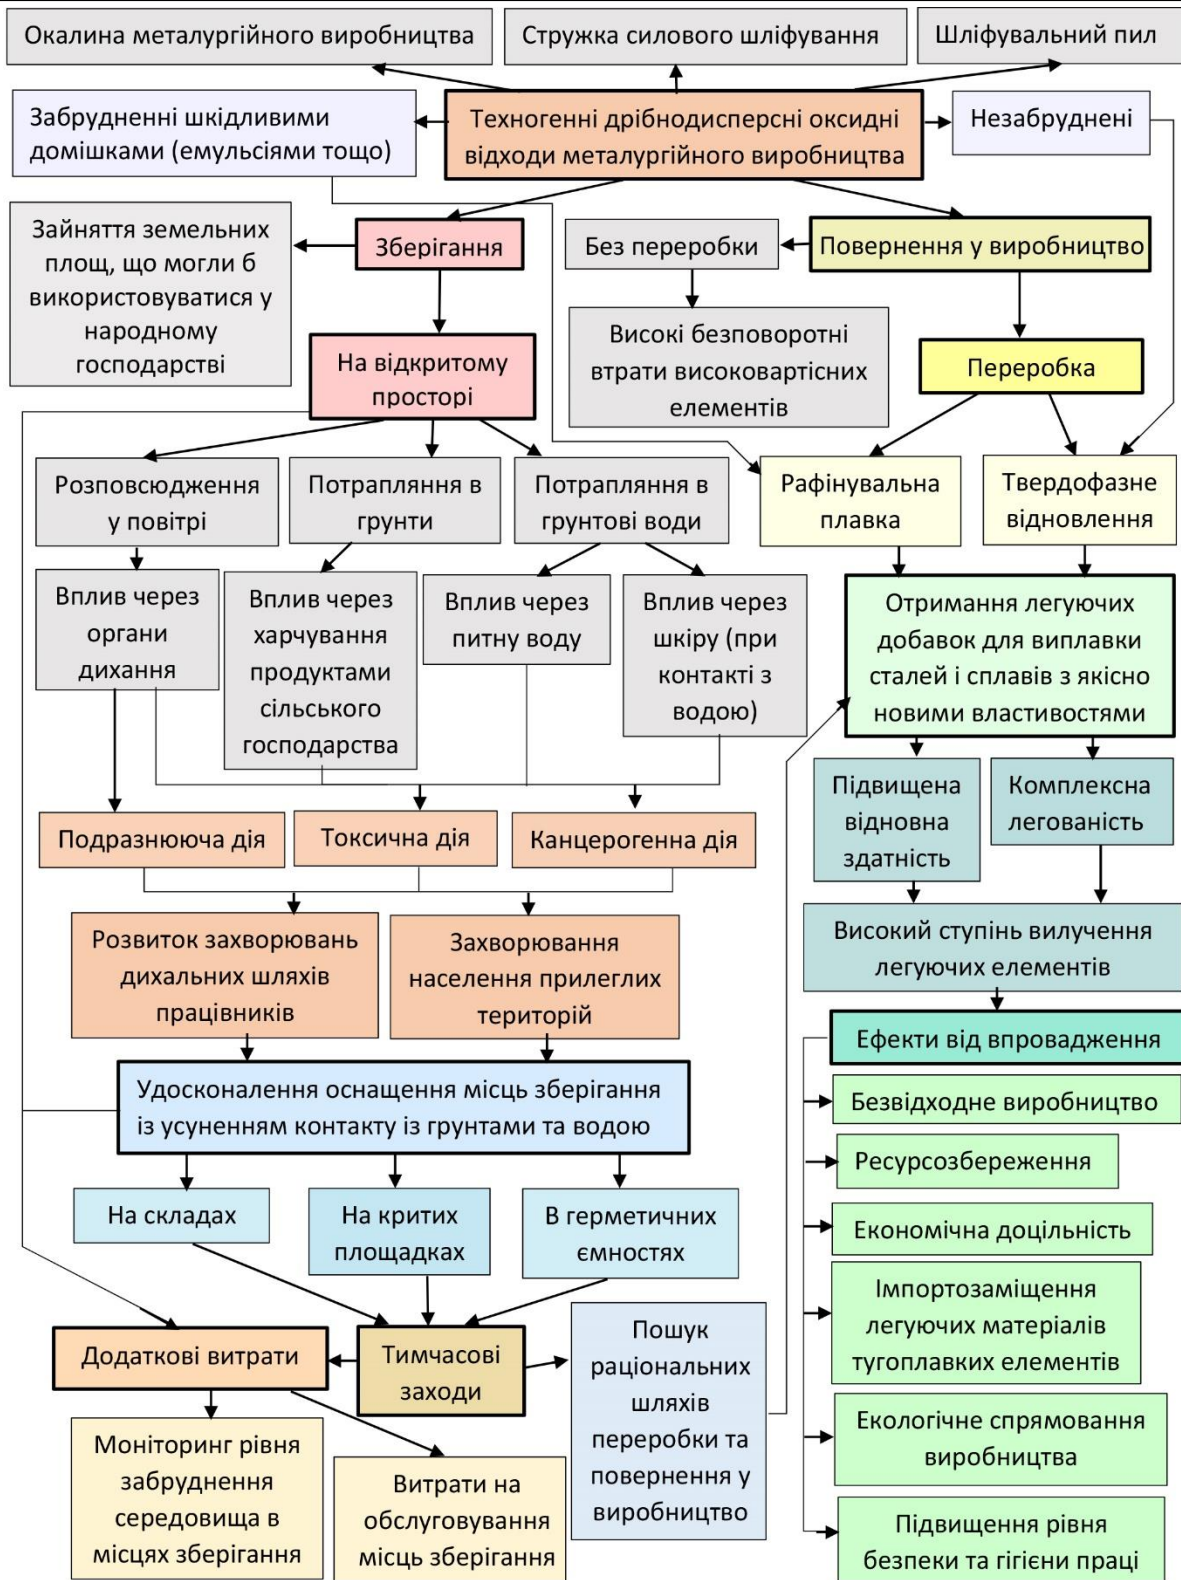 Окалина металургійного виробництва
Стружка силового шліфування
Шліфувальний пил
Забрудненні шкідливими
домішками (емульсіями тощо)
Техногенні дрібнодисперсні оксидні
відходи металургійного виробництва
Незабруднені
Зайняття земельних
площ, що могли б
використовуватися у
народному
господарстві
Зберігання
Без переробки
Повернення у виробництво
На відкритому
просторі
Високі безповоротні
втрати високовартісних
елементів
Переробка
Розповсюдження
у повітрі
Потрапляння в
грунти
Потрапляння в
грунтові води
Рафінувальна
плавка
Твердофазне
відновлення
Вплив через
органи
дихання
Вплив через
харчування
продуктами
сільського
господарства
Вплив через
питну воду
Вплив через
шкіру (при
контакті з
водою)
Отримання легуючих
добавок для виплавки
сталей і сплавів з якісно
новими властивостями
Підвищена
відновна
здатність
Комплексна
легованість
Подразнююча дія
Токсична дія
Канцерогенна дія
Розвиток захворювань
дихальних шляхів
працівників
Захворювання
населення прилеглих
територій
Високий ступінь вилучення
легуючих елементів
Ефекти від впровадження
Удосконалення оснащення місць зберігання
із усуненням контакту із грунтами та водою
Безвідходне виробництво
Ресурсозбереження
На складах
На критих
площадках
В герметичних
ємностях
Економічна доцільність
Імпортозаміщення
легуючих матеріалів
тугоплавких елементів
Додаткові витрати
Тимчасові
заходи
Пошук
раціональних
шляхів
переробки та
повернення у
виробництво
Екологічне спрямовання
виробництва
Моніторинг рівня
забруднення
середовища в
місцях зберігання
Витрати на
обслуговування
місць зберігання
Підвищення рівня
безпеки та гігієни праці